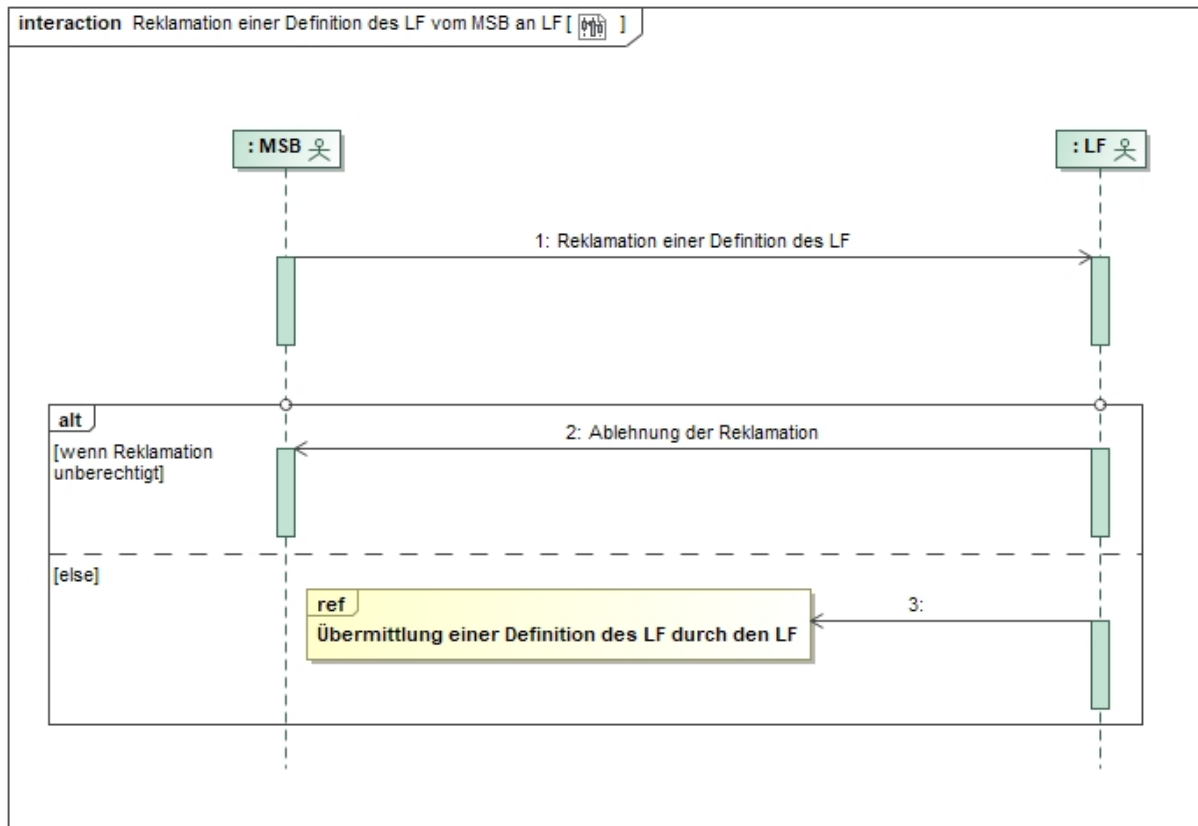 interaction Reklamation einer Definition des LF vom MSB an LF [ ]
: MSB
: LF
1: Reklamation einer Definition des LF
alt
2: Ablehnung der Reklamation
[wenn Reklamation
unberechtigt]
[else]
ref
3:
Übermittlung einer Definition des LF durch den LF